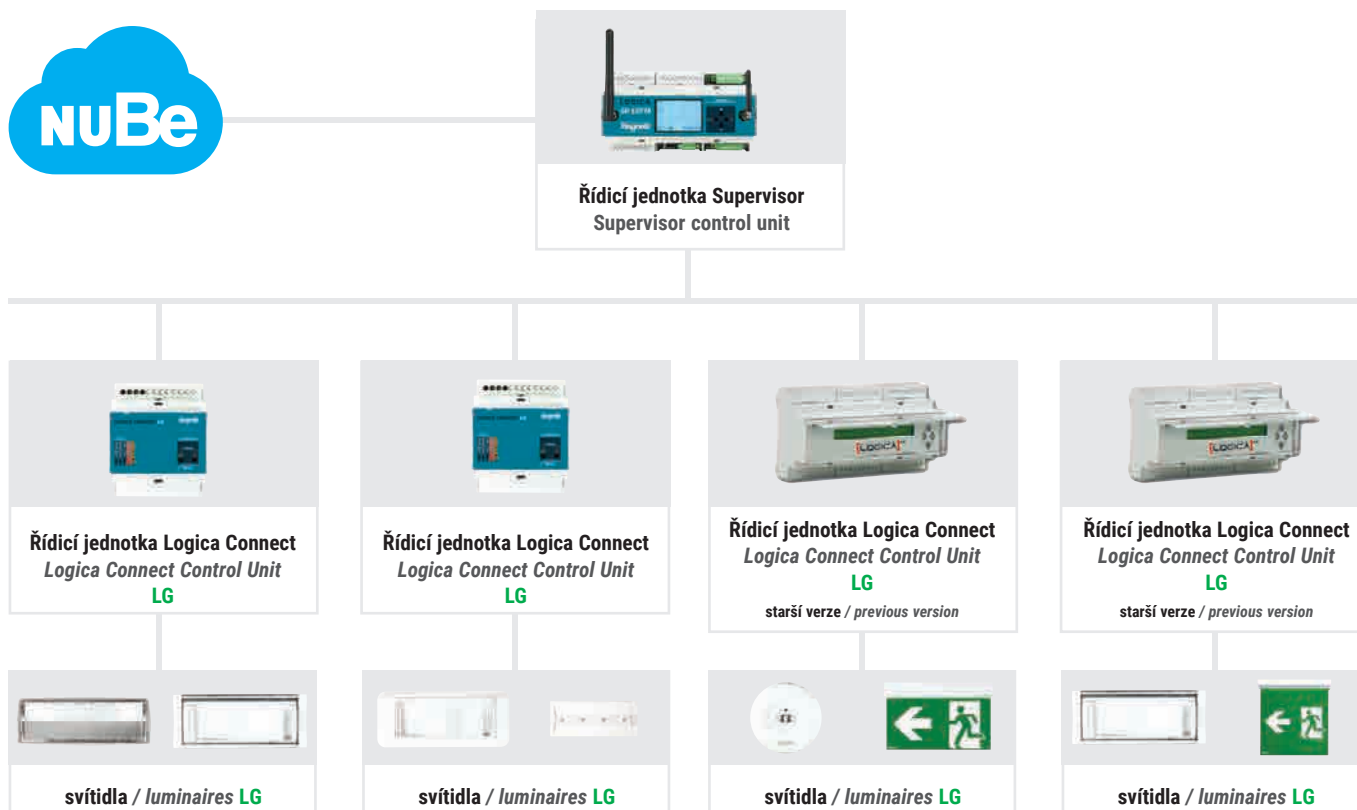 NUBe
LOGICA
Řídicí jednotka Supervisor
Supervisor control unit
[LOGICA]
[LOGICA]
Řídicí jednotka Logica Connect
Logica Connect Control Unit
LG
Řídicí jednotka Logica Connect
Logica Connect Control Unit
LG
Řídicí jednotka Logica Connect
Logica Connect Control Unit
LG
starší verze / previous version
Řídicí jednotka Logica Connect
Logica Connect Control Unit
LG
starší verze / previous version
svítidla / luminaires LG
svítidla / luminaires LG
svítidla / luminaires LG
svítidla / luminaires LG